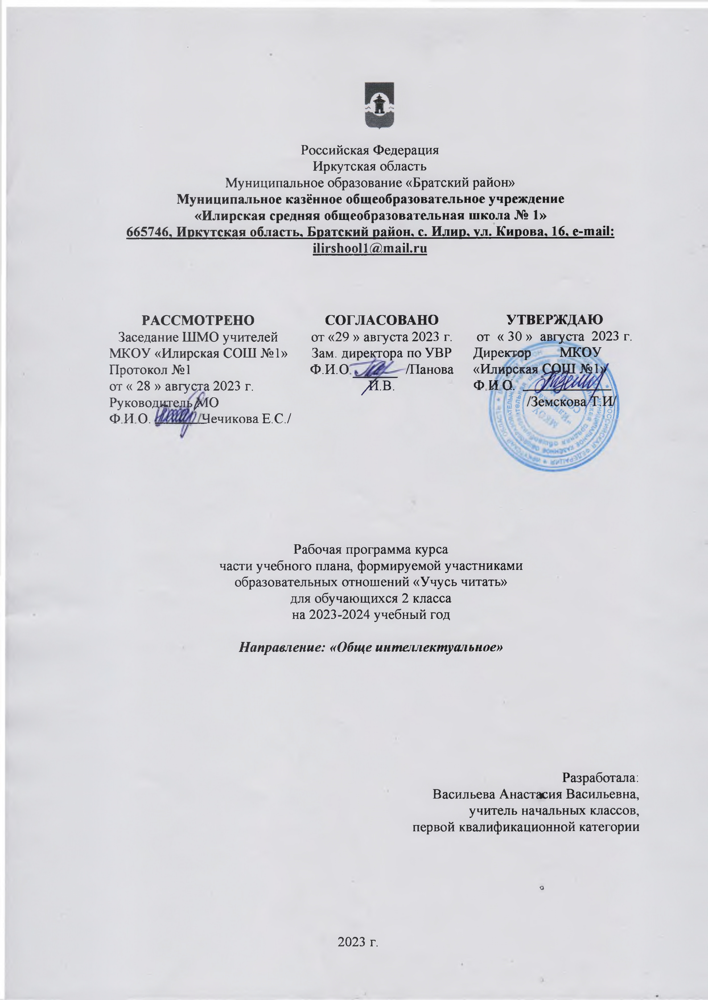 Российская Федерация
Иркутская область
Муниципальное образование «Братский район»
Муниципальное казённое общеобразовательное учреждение
«Илирская средняя общеобразовательная школа № 1»
665746, Иркутская область, Братский район, с. Илир, ул. Кирова, 16, e-mail:
ilirshool1@mail.ru
РАССМОТРЕНО
Заседание ШМО учителей
МКОУ «Илирская СОШ №1»
Протокол №1
от « 28 » августа 2023 г.
Руководитель МО
Ф.И.О. /Чечикова Е.С./
СОГЛАСОВАНО
от «29 » августа 2023 г.
Зам. директора по УВР
Ф.И.О. /Панова
И.В.
УТВЕРЖДАЮ
от « 30 » августа 2023 г.
Директор МКОУ
«Илирская СОШ №1»
Ф.И.О.
/Земскова Т.И/
Рабочая программа курса
части учебного плана, формируемой участниками
образовательных отношений «Учусь читать»
для обучающихся 2 класса
на 2023-2024 учебный год
Направление: «Обще интеллектуальное»
Разработала:
Васильева Анастасия Васильевна,
учитель начальных классов,
первой квалификационной категории
2023 г.